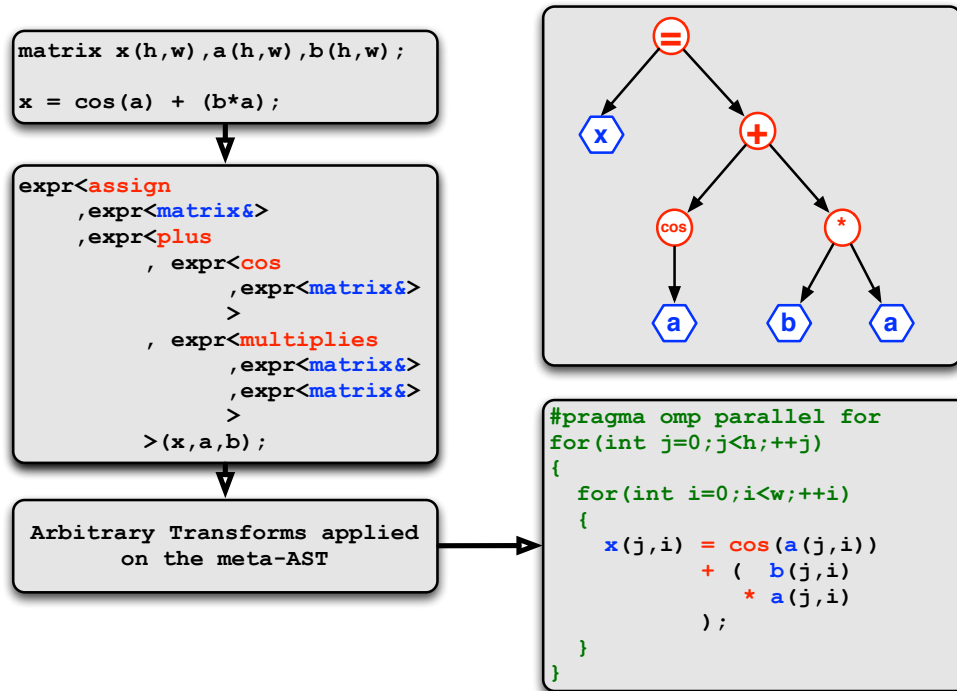 matrix x(h,w),a(h,w),b(h,w);
x = cos(a) + (b*a);
expr<assign
,expr<matrix&>
,expr<plus
, expr<cos
,expr<matrix&>
>
, expr<multiplies
,expr<matrix&>
,expr<matrix&>
>
>(x,a,b);
Arbitrary Transforms applied
on the meta-AST
=
x
+
cos
*
a
b
a
#pragma omp parallel for
for(int j=0;j<h;++j)
{
for(int i=0;i<w;++i)
{
x(j,i) = cos(a(j,i))
+ ( b(j,i)
* a(j,i)
);
}
}